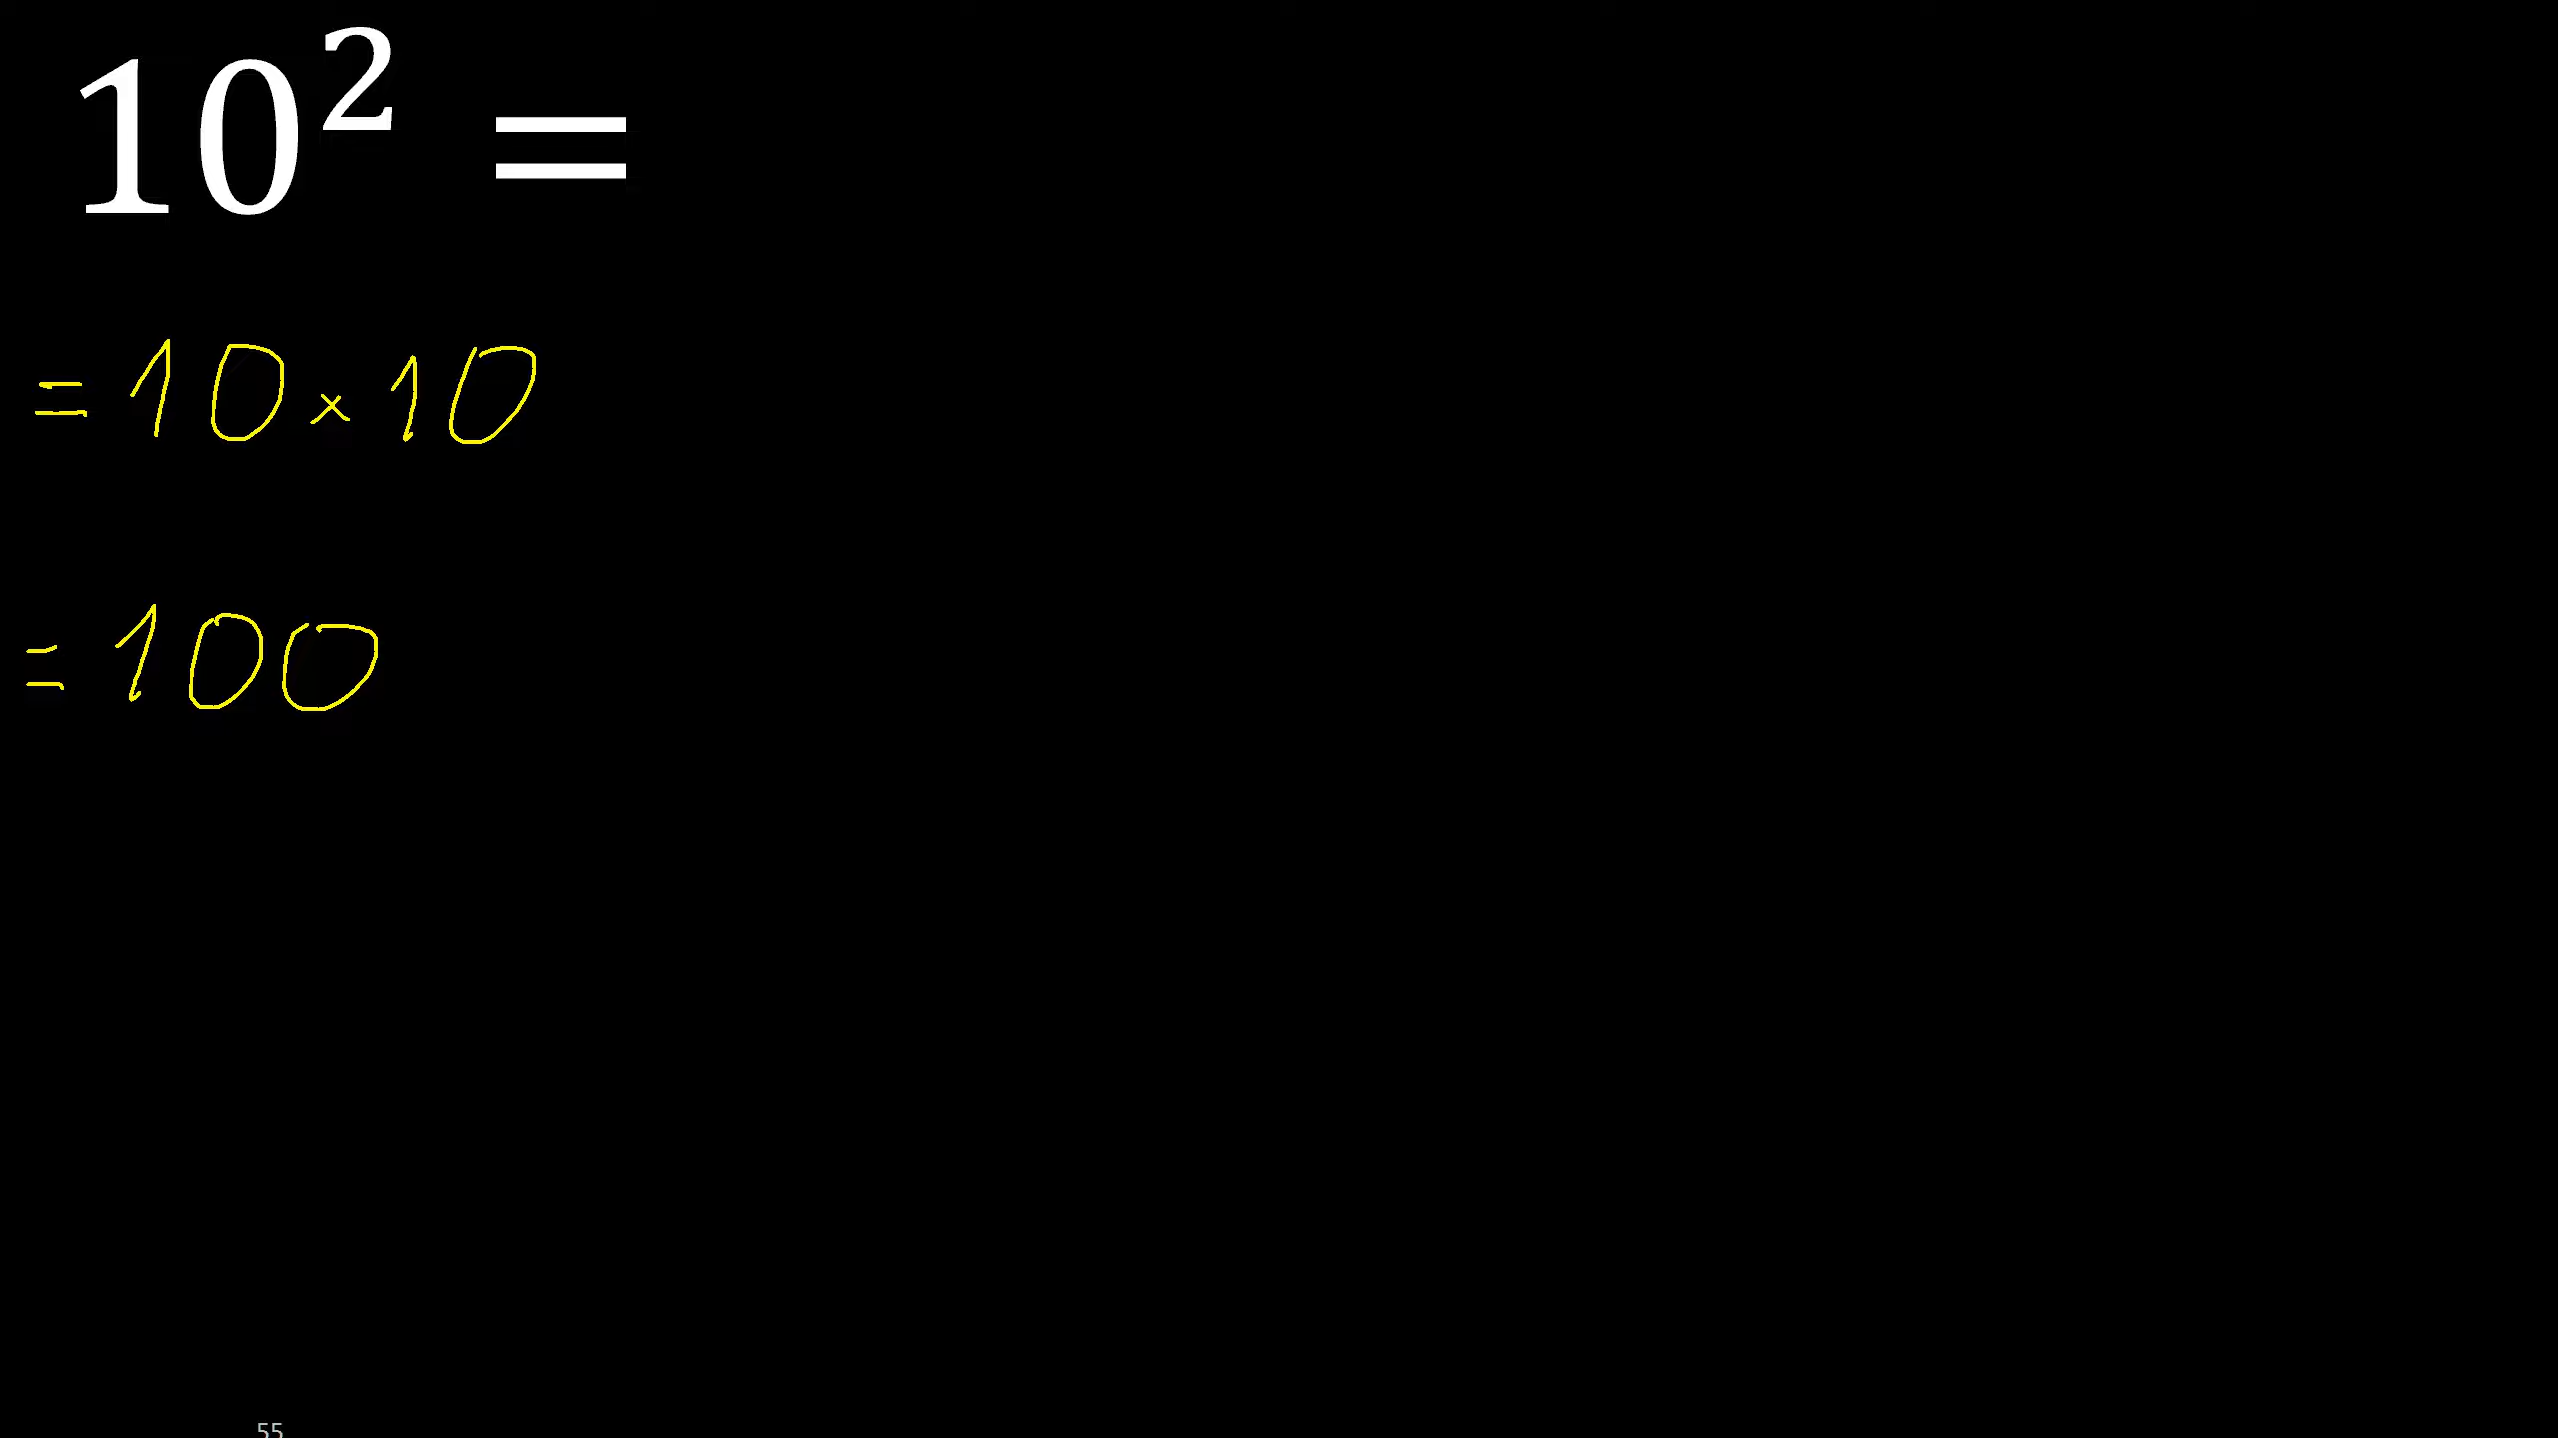 10² =
= 10 × 10
= 100
55